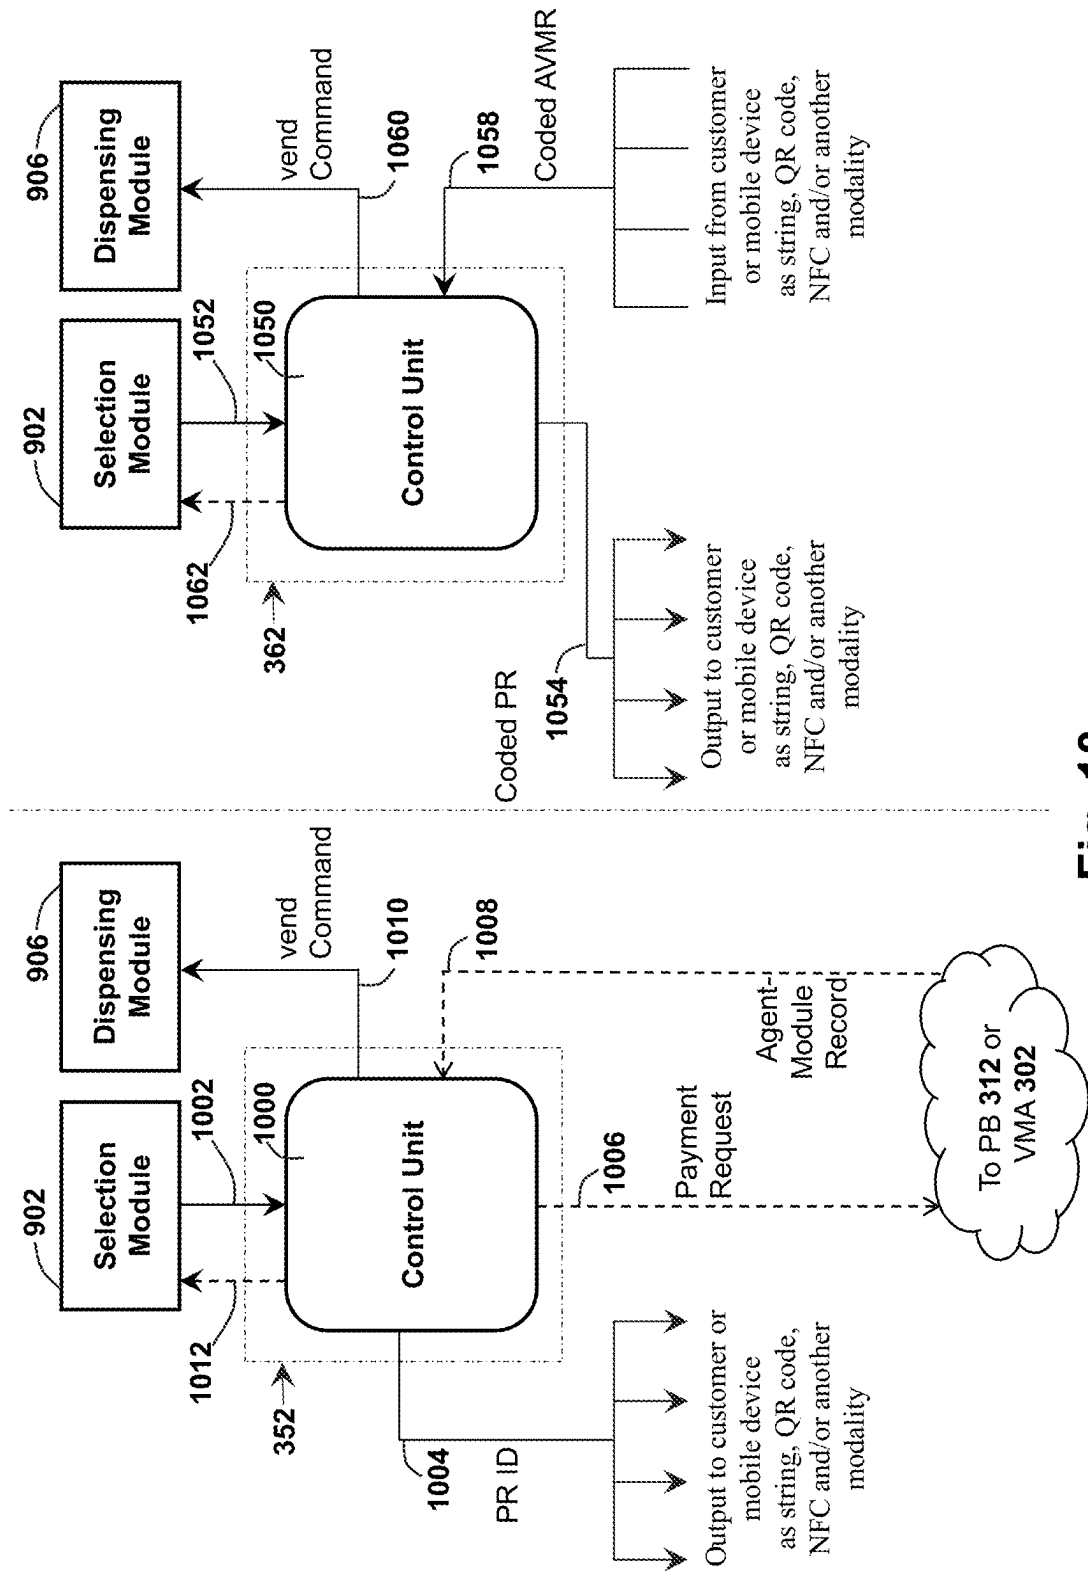 902
Selection
Module
906
Dispensing
Module
1012
1002
vend
Command
352
1000
1010
Control Unit
1004
PR ID
1008
1006
Payment
Request
Agent-
Module
Record
Output to customer or
mobile device
as string, QR code,
NFC and/or another
modality
To PB 312 or
VMA 302
902
Selection
Module
906
Dispensing
Module
1062
1052
vend
Command
362
1050
1060
Control Unit
1058
Coded PR
1054
Coded AVMR
Output to customer
or mobile device
as string, QR code,
NFC and/or another
modality
Input from customer
or mobile device
as string, QR code,
NFC and/or another
modality